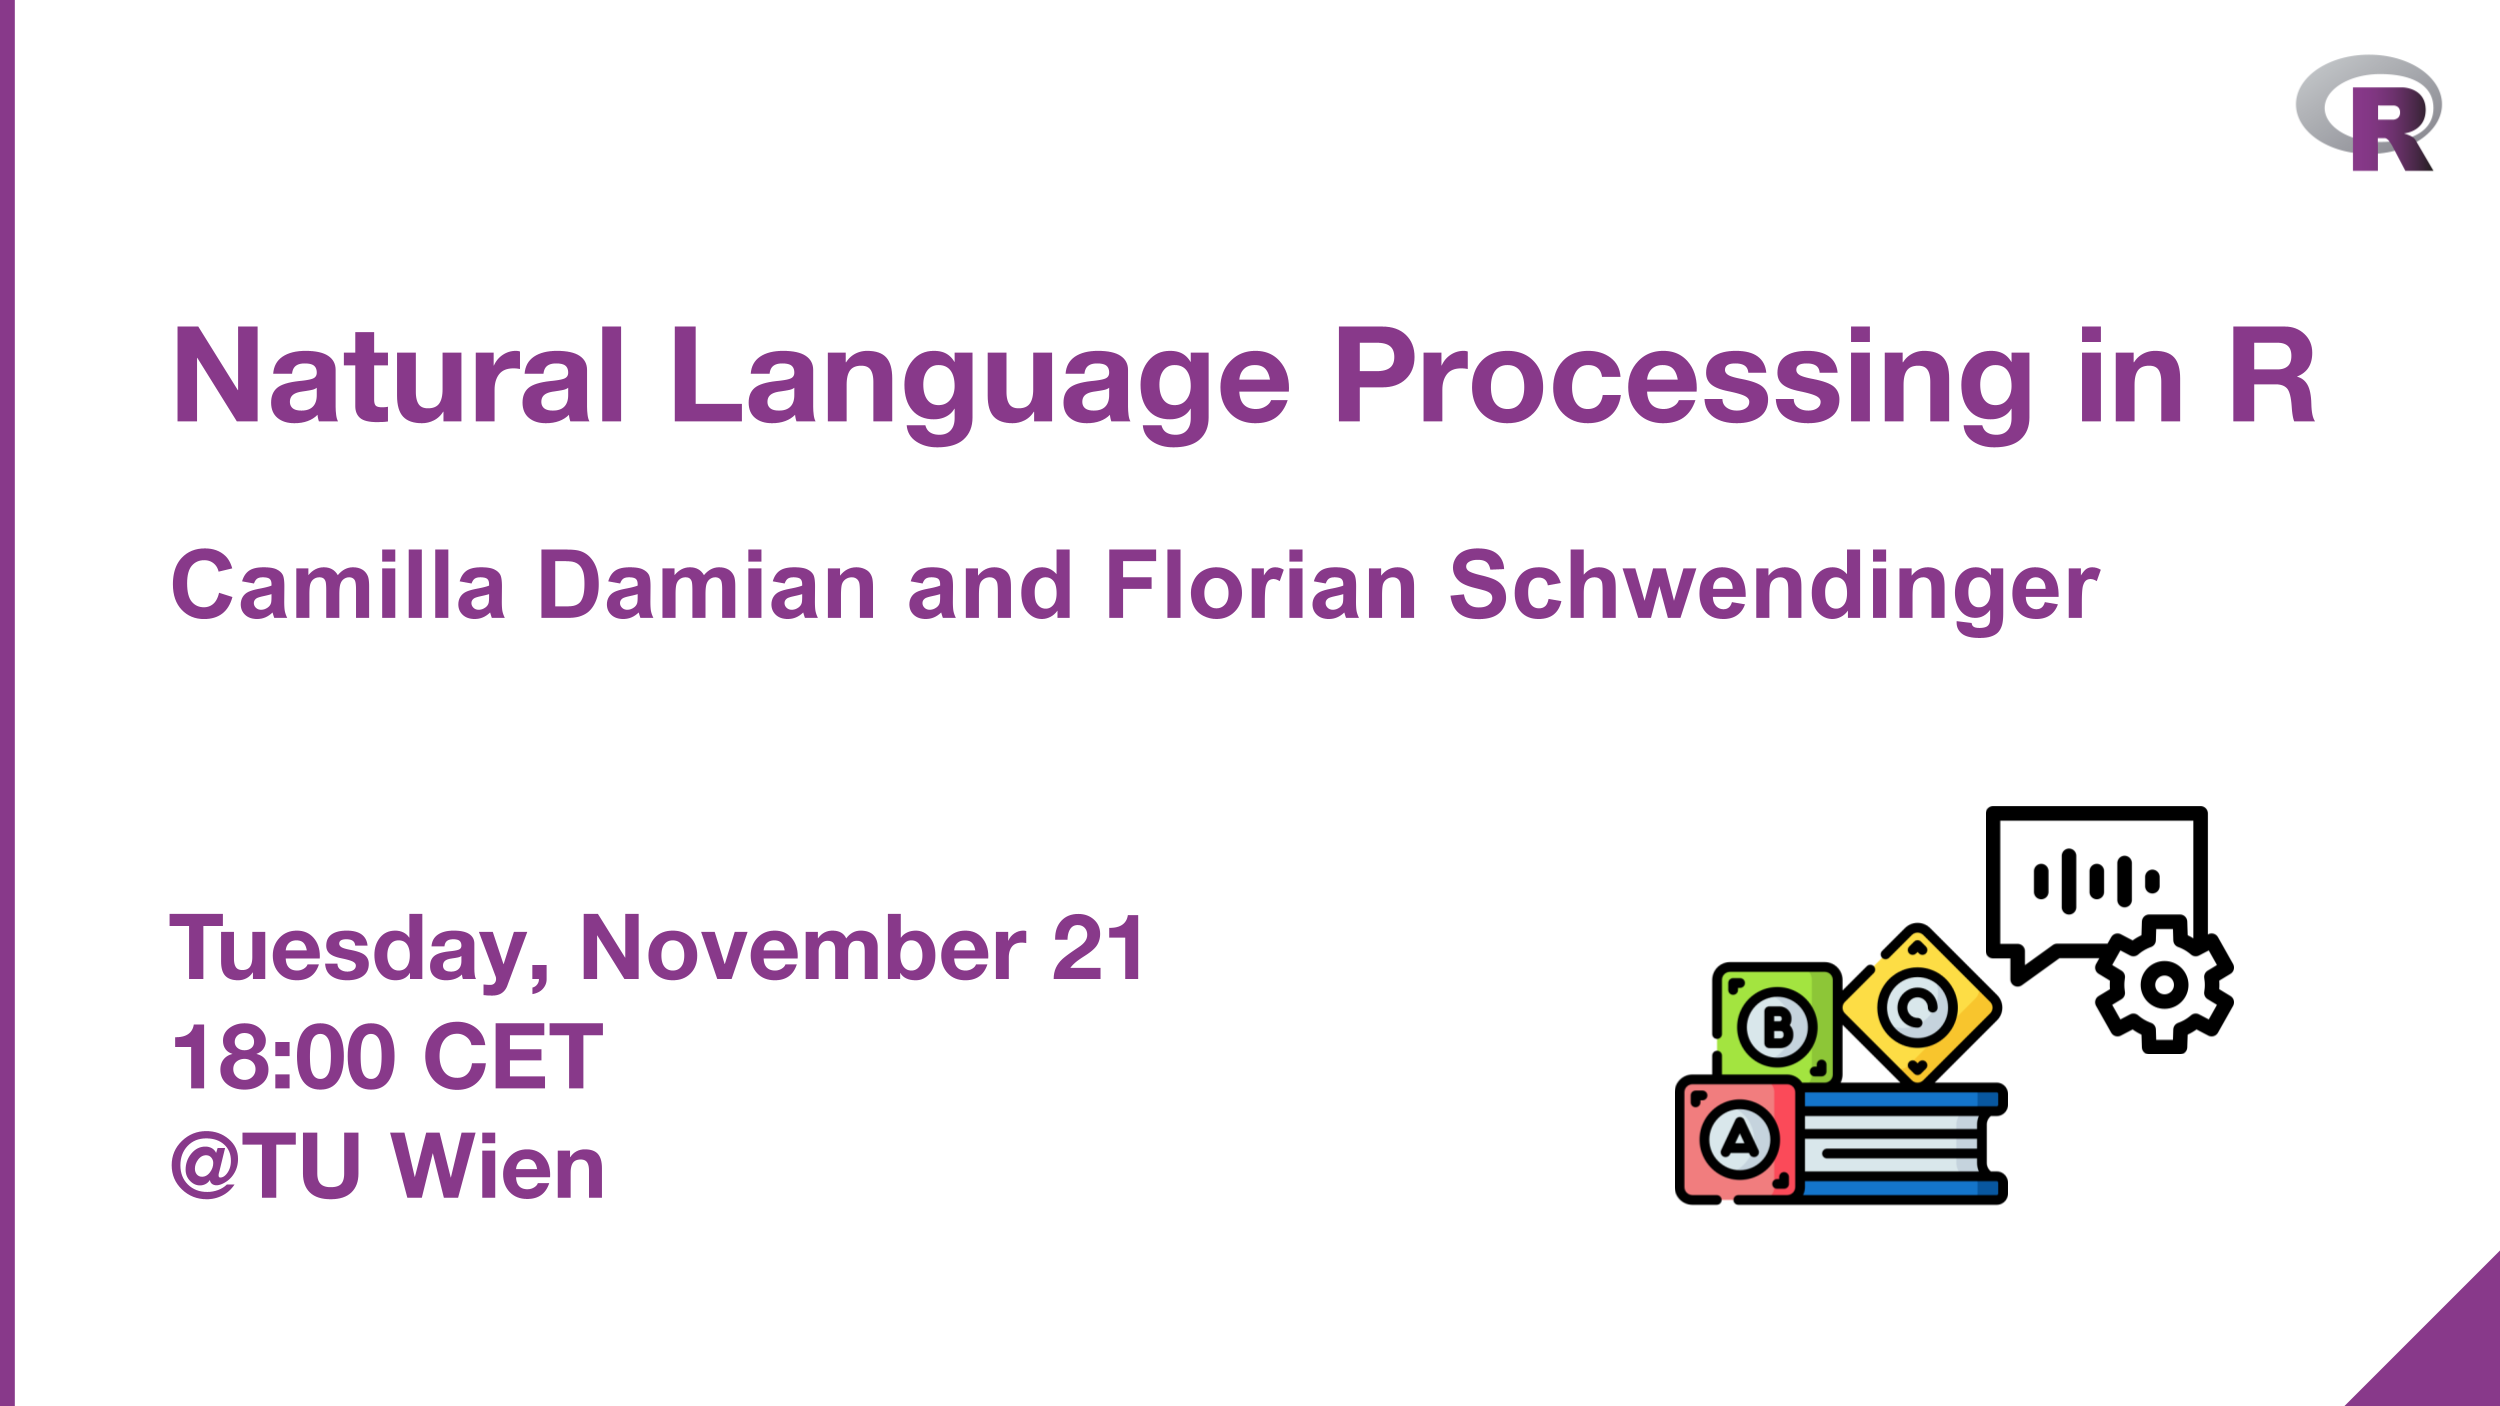 R
Natural Language Processing in R
Camilla Damian and Florian Schwendinger
Tuesday, November 21
18:00 CET
@TU Wien
B
C
A